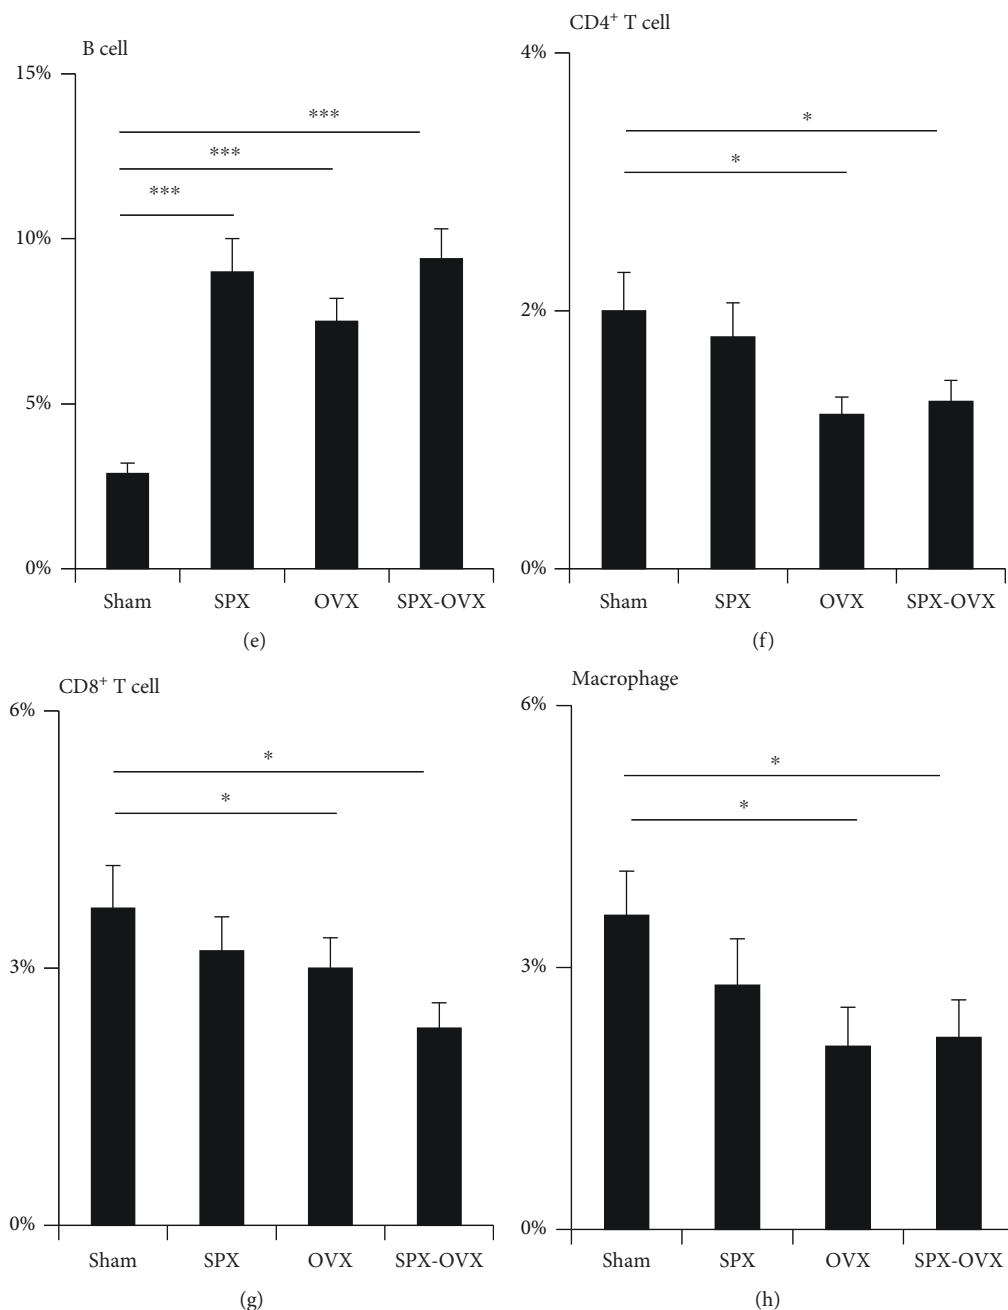 B cell
15%
10%
5%
0%
***
***
***
Sham SPX OVX SPX-OVX
(e)
CD4⁺ T cell
4%
2%
0%
*
*
Sham SPX OVX SPX-OVX
(f)
CD8⁺ T cell
6%
3%
0%
*
*
Sham SPX OVX SPX-OVX
(g)
Macrophage
6%
3%
0%
*
*
Sham SPX OVX SPX-OVX
(h)